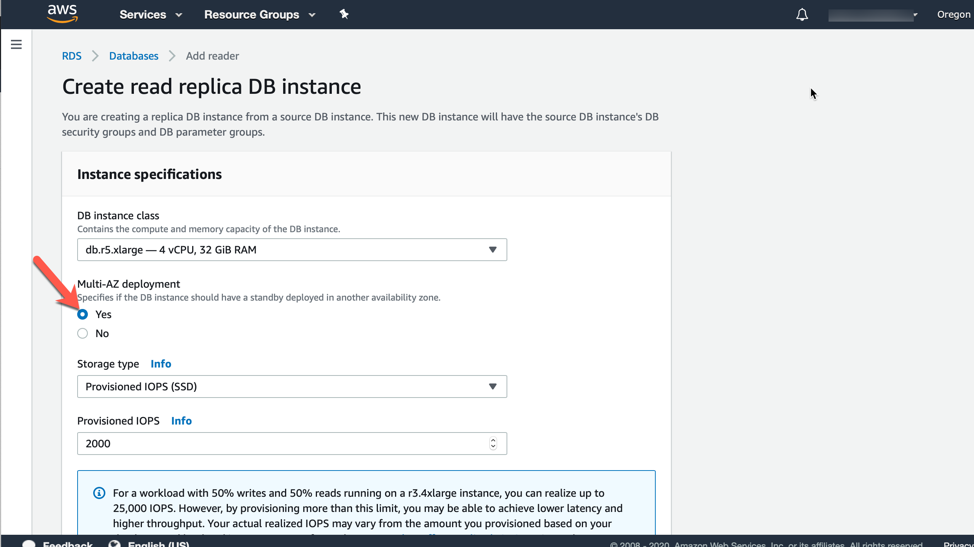 aws
Services
Resource Groups
Oregon
RDS
Databases
Add reader
Create read replica DB instance
You are creating a replica DB instance from a source DB instance. This new DB instance will have the source DB instance's DB
security groups and DB parameter groups.
Instance specifications
DB instance class
Contains the compute and memory capacity of the DB instance.
db.r5.xlarge — 4 vCPU, 32 GiB RAM
Multi-AZ deployment
Specifies if the DB instance should have a standby deployed in another availability zone.
Yes
No
Storage type Info
Provisioned IOPS (SSD)
Provisioned IOPS Info
2000
For a workload with 50% writes and 50% reads running on a r3.4xlarge instance, you can realize up to
25,000 IOPS. However, by provisioning more than this limit, you may be able to achieve lower latency and
higher throughput. Your actual realized IOPS may vary from the amount you provisioned based on your
Feedback English (US) © 2008 - 2020, Amazon Web Services, Inc. or its affiliates. All rights reserved.